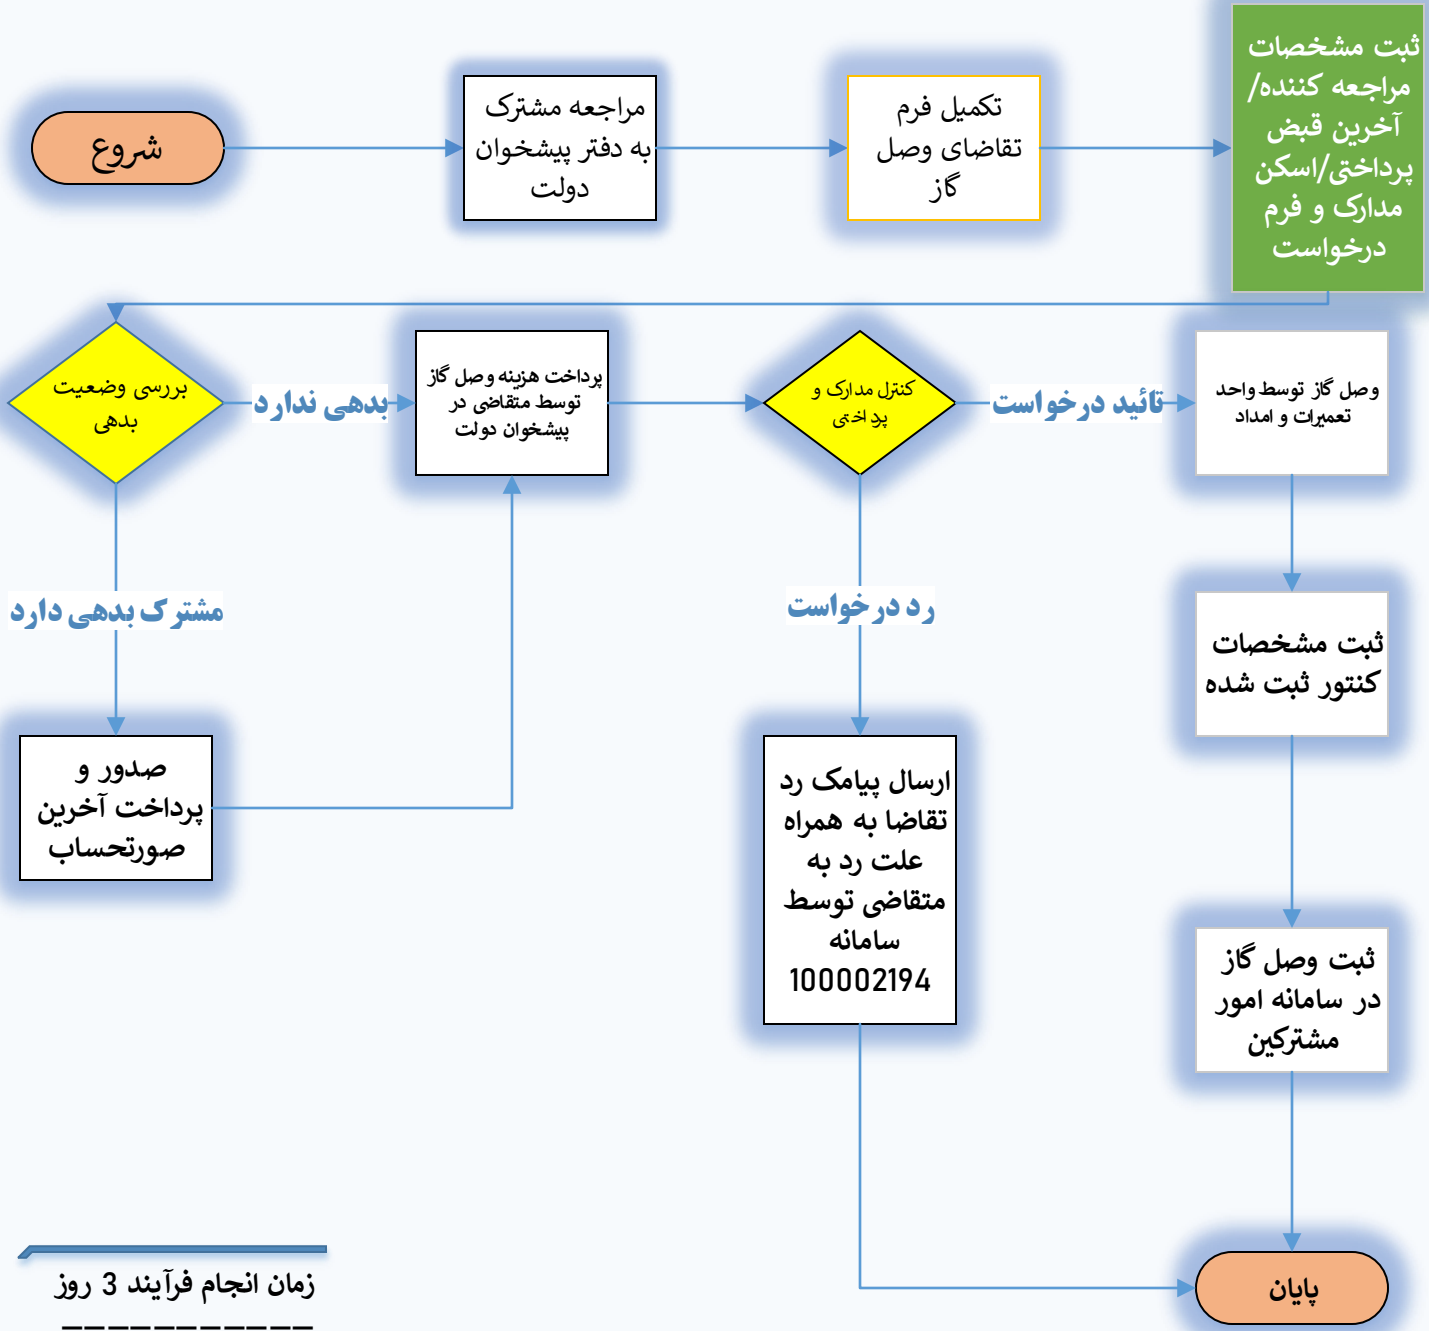 شروع
مراجعه مشترک
به دفتر پیشخوان
دولت
تکمیل فرم
تقاضای وصل
گاز
ثبت مشخصات
مراجعه کننده/
آخرین قبض
پرداختی/اسکن
مدارک و فرم
درخواست
بررسی وضعیت
بدهی
بدهی ندارد
پرداخت هزینه وصل گاز
توسط متقاضی در
پیشخوان دولت
کنترل مدارک و
پرداختی
تائید درخواست
وصل گاز توسط واحد
تعمیرات و امداد
مشترک بدهی دارد
رد درخواست
ثبت مشخصات
کنتور ثبت شده
صدور و
پرداخت آخرین
صورتحساب
ارسال پیامک رد
تقاضا به همراه
علت رد به
متقاضی توسط
سامانه
100002194
ثبت وصل گاز
در سامانه امور
مشترکین
پایان
زمان انجام فرآیند 3 روز